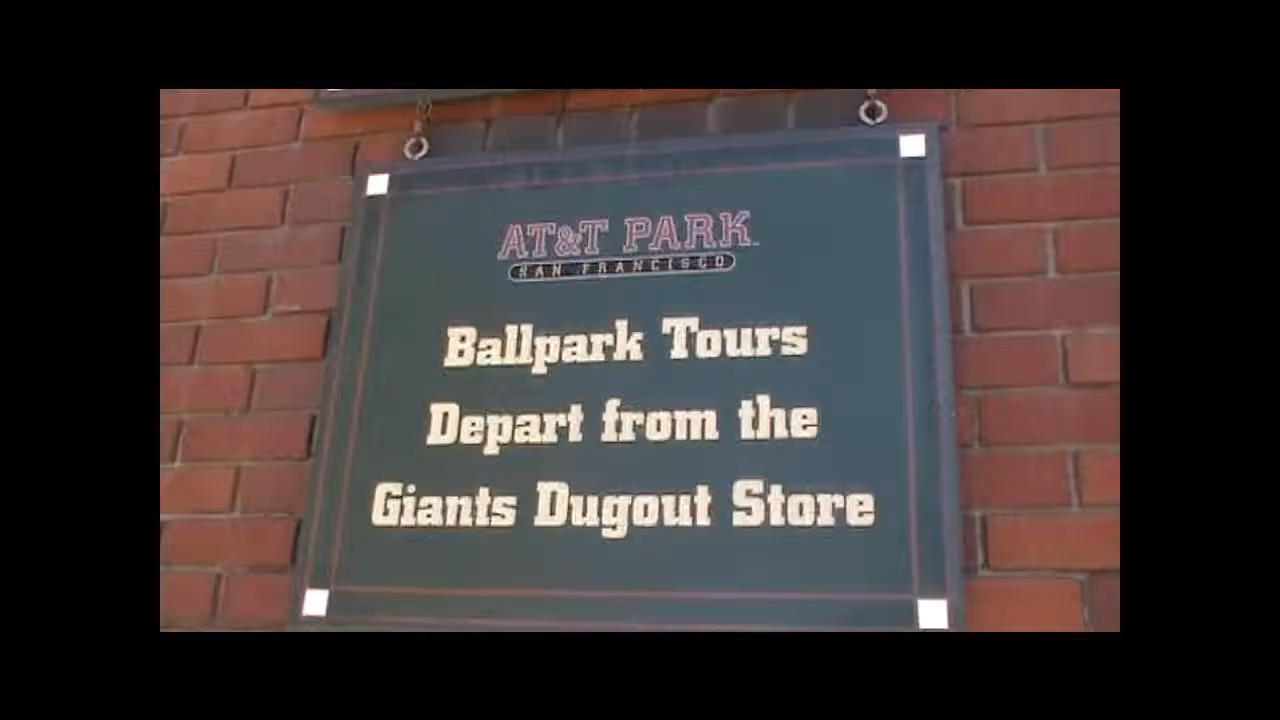 AT&T PARK
SAN FRANCISCO
Ballpark Tours
Depart from the
Giants Dugout Store